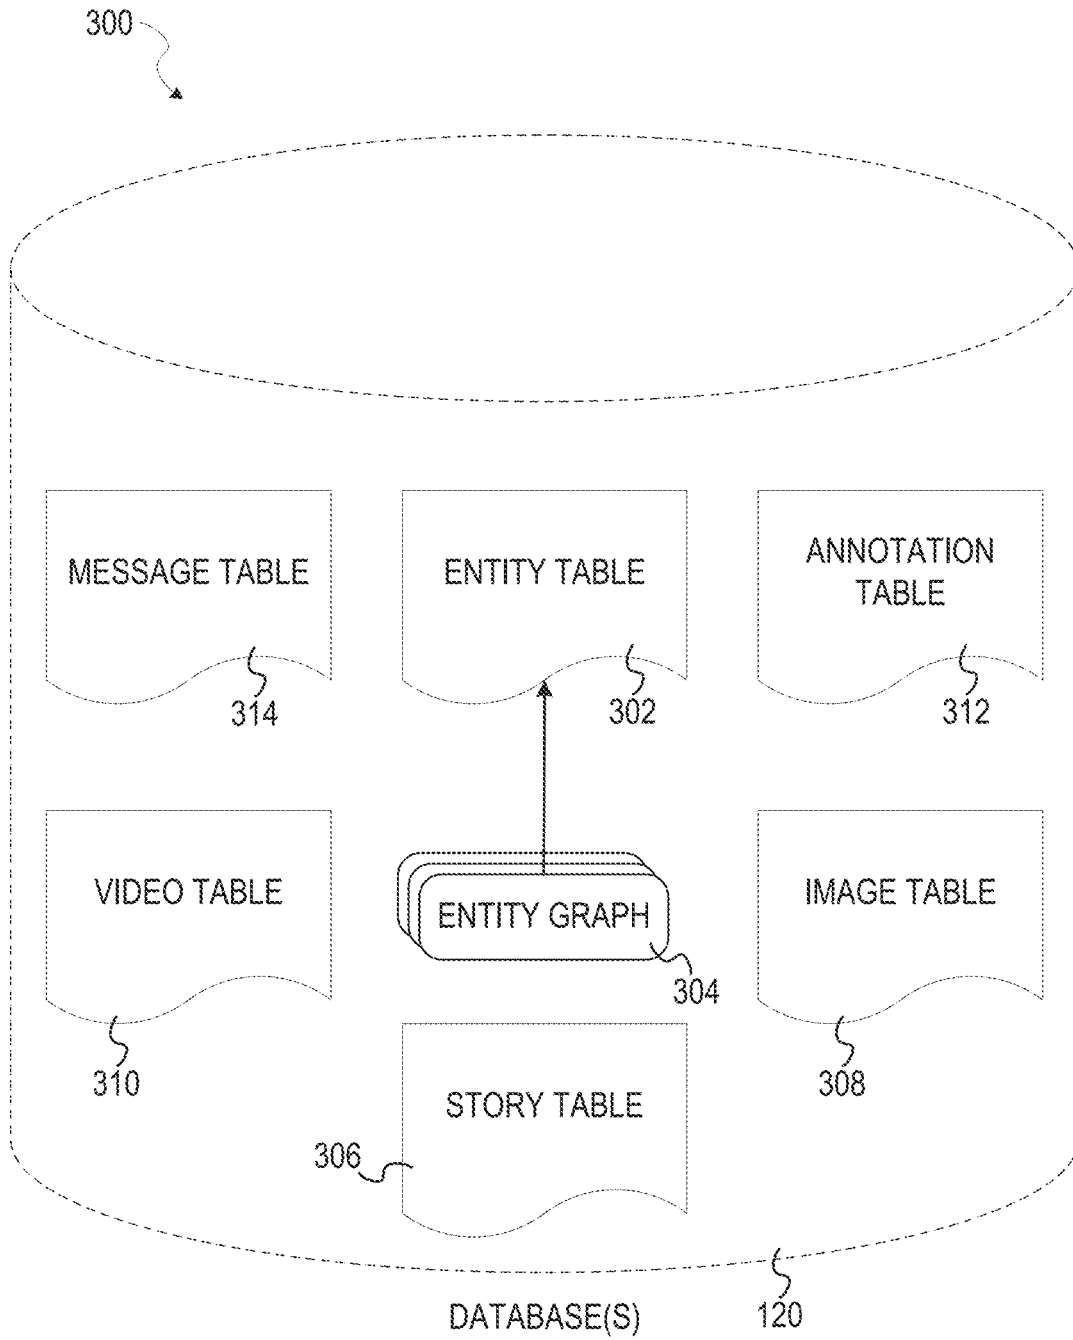 300
MESSAGE TABLE
314
ENTITY TABLE
302
ANNOTATION
TABLE
312
VIDEO TABLE
310
ENTITY GRAPH
304
IMAGE TABLE
308
STORY TABLE
306
120
DATABASE(S)